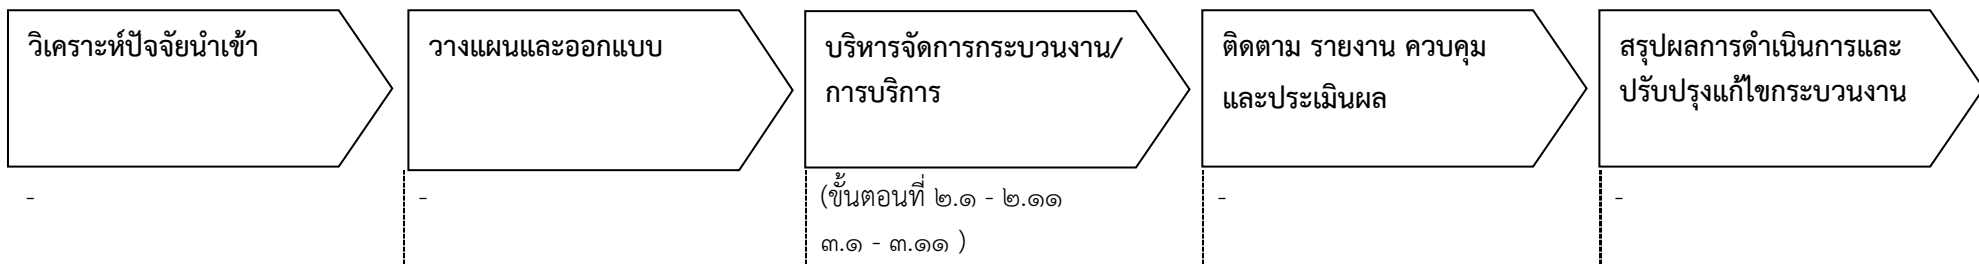 วิเคราะห์ปัจจัยนำเข้า
วางแผนและออกแบบ
บริหารจัดการกระบวนงาน/
การบริการ
ติดตาม รายงาน ควบคุม
และประเมินผล
สรุปผลการดำเนินการและ
ปรับปรุงแก้ไขกระบวนงาน
-
-
(ขั้นตอนที่ ๒.๑ - ๒.๑๑
๓.๑ - ๓.๑๑ )
-
-